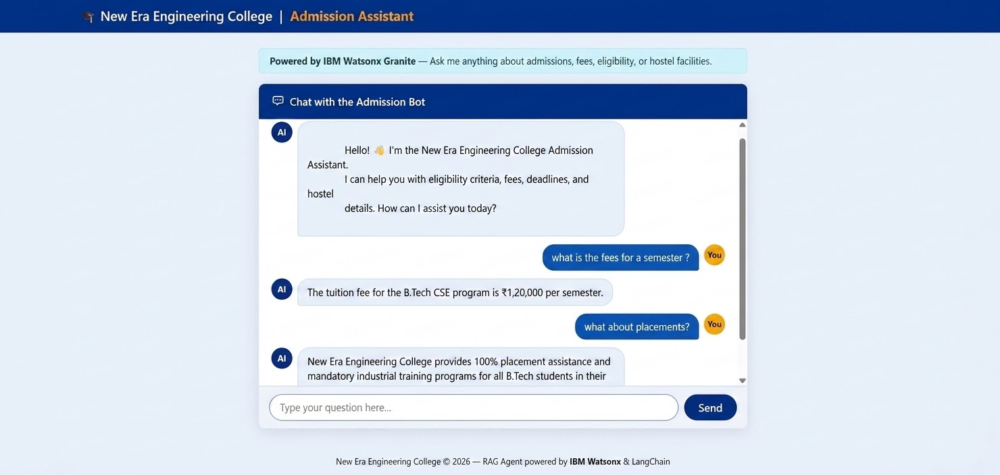 New Era Engineering College | Admission Assistant
Powered by IBM Watsonx Granite — Ask me anything about admissions, fees, eligibility, or hostel facilities.
Chat with the Admission Bot
AI
Hello! 👋 I'm the New Era Engineering College Admission
Assistant.
I can help you with eligibility criteria, fees, deadlines, and
hostel
details. How can I assist you today?
what is the fees for a semester ?
You
AI
The tuition fee for the B.Tech CSE program is ₹1,20,000 per semester.
what about placements?
You
AI
New Era Engineering College provides 100% placement assistance and
mandatory industrial training programs for all B.Tech students in their
Type your question here...
Send
New Era Engineering College © 2026 — RAG Agent powered by IBM Watsonx & LangChain